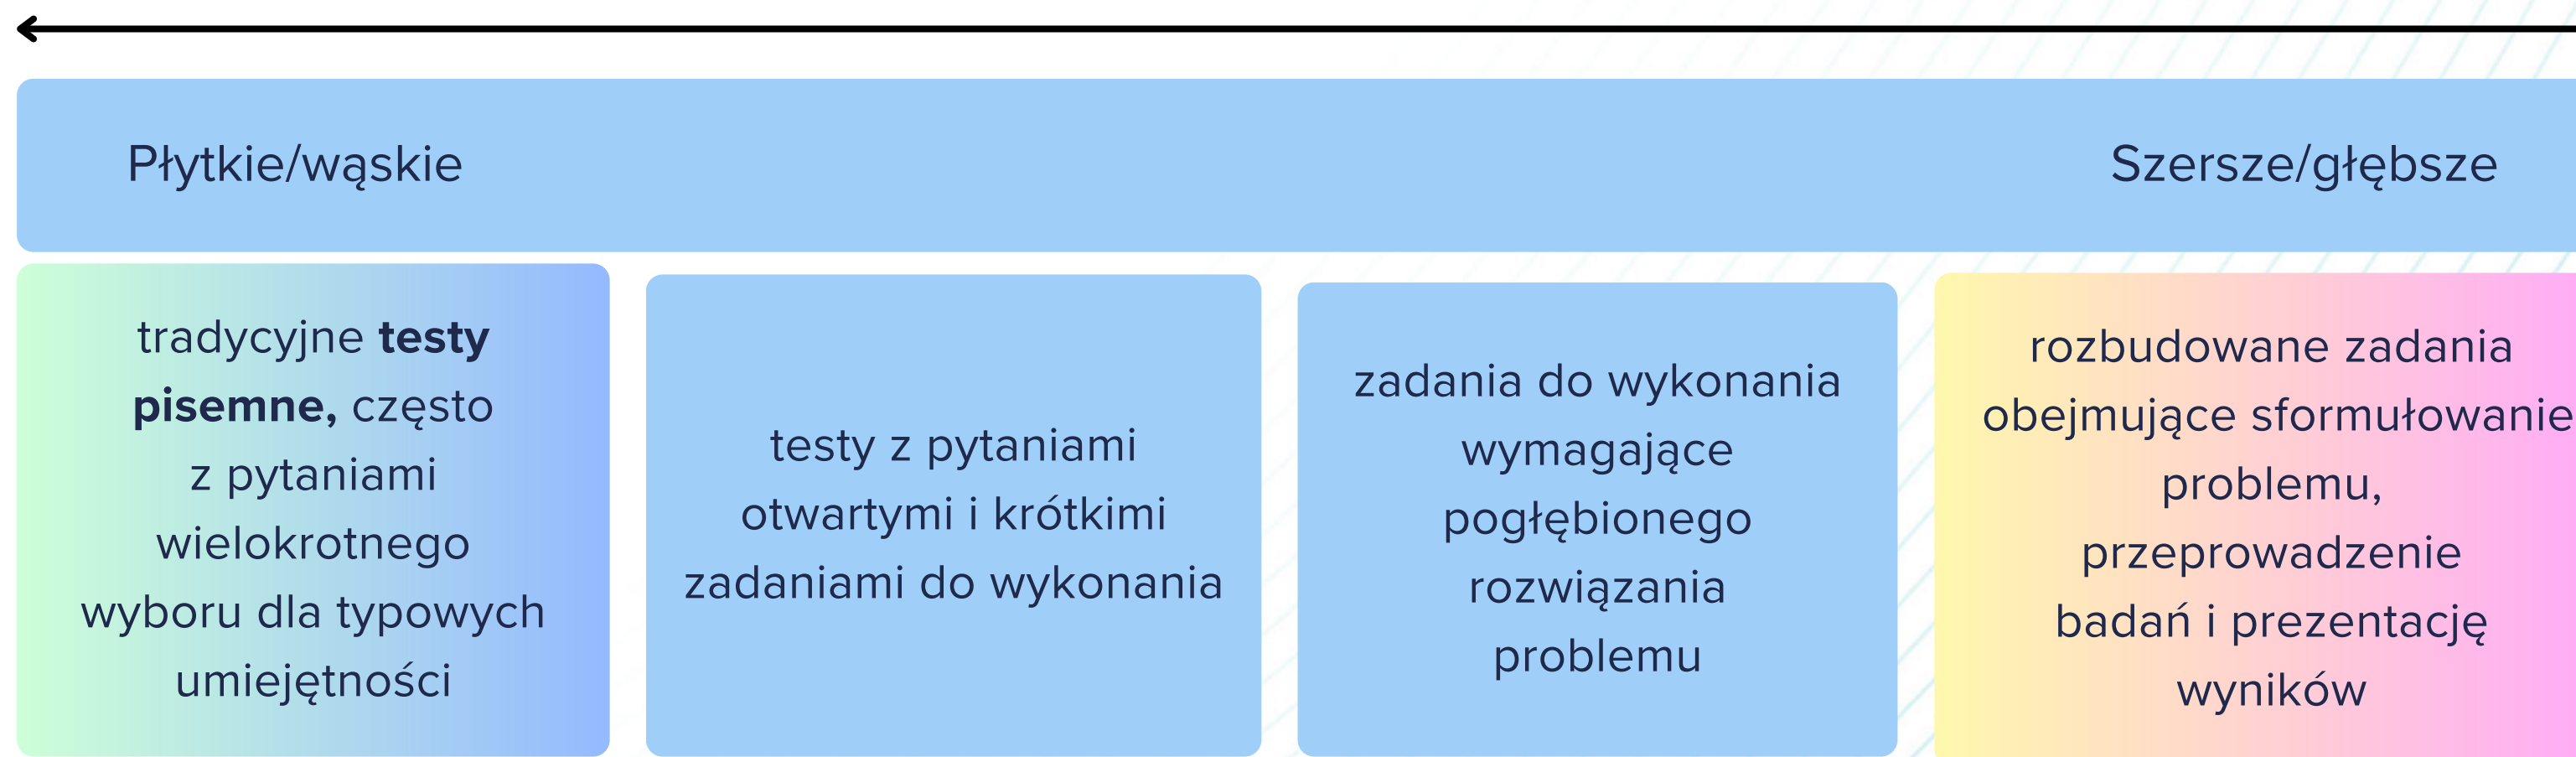 Płytkie/wąskie
Szersze/głębsze
tradycyjne testy
pisemne, często
z pytaniami
wielokrotnego
wyboru dla typowych
umiejętności
testy z pytaniami
otwartymi i krótkimi
zadaniami do wykonania
zadania do wykonania
wymagające
pogłębionego
rozwiązania
problemu
rozbudowane zadania
obejmujące sformułowanie
problemu,
przeprowadzenie
badań i prezentację
wyników